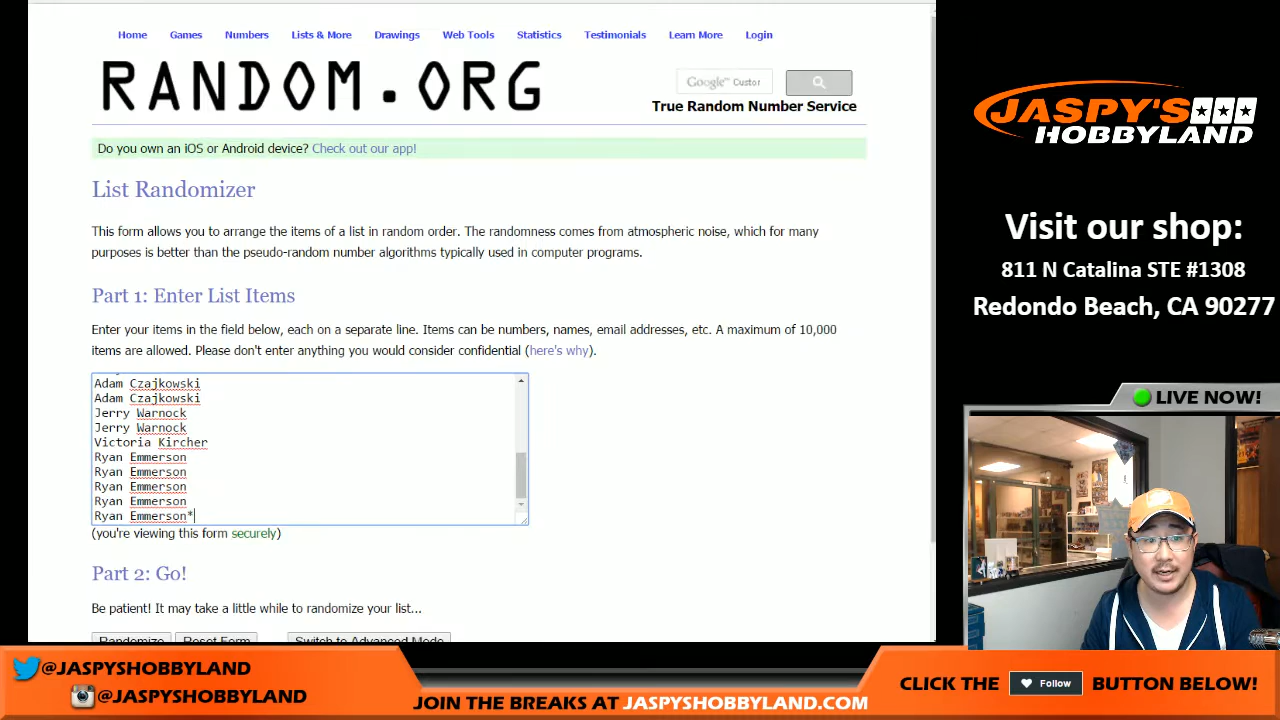 Home Games Numbers Lists & More Drawings Web Tools Statistics Testimonials Learn More Login
RANDOM.ORG
Google™ Custor
True Random Number Service
Do you own an iOS or Android device? Check out our app!
List Randomizer
This form allows you to arrange the items of a list in random order. The randomness comes from atmospheric noise, which for many
purposes is better than the pseudo-random number algorithms typically used in computer programs.
Part 1: Enter List Items
Enter your items in the field below, each on a separate line. Items can be numbers, names, email addresses, etc. A maximum of 10,000
items are allowed. Please don't enter anything you would consider confidential (here's why).
Adam Czajkowski
Adam Czajkowski
Jerry Warnock
Jerry Warnock
Victoria Kircher
Ryan Emmerson
Ryan Emmerson
Ryan Emmerson
Ryan Emmerson
Ryan Emmerson*
(you're viewing this form securely)
Part 2: Go!
Be patient! It may take a little while to randomize your list...
Randomize Reset Form Switch to Advanced Mode
JASPY'S
HOBBYLAND
Visit our shop:
811 N Catalina STE #1308
Redondo Beach, CA 90277
LIVE NOW!
@JASPYSHOBBYLAND
@JASPYSHOBBYLAND
JOIN THE BREAKS AT JASPYSHOBBYLAND.COM
CLICK THE Follow BUTTON BELOW!